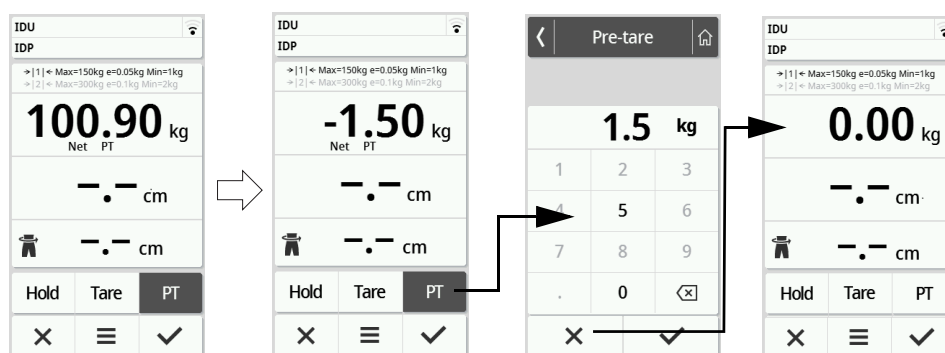 IDU
IDP
→|1|← Max=150kg e=0.05kg Min=1kg
→|2|← Max=300kg e=0.1kg Min=2kg
100.90 kg
Net PT
-.- cm
-.- cm
Hold Tare PT
IDU
IDP
→|1|← Max=150kg e=0.05kg Min=1kg
→|2|← Max=300kg e=0.1kg Min=2kg
-1.50 kg
Net PT
-.- cm
-.- cm
Hold Tare PT
Pre-tare
1.5 kg
1 2 3
4 5 6
7 8 9
. 0
IDU
IDP
→|1|← Max=150kg e=0.05kg Min=1kg
→|2|← Max=300kg e=0.1kg Min=2kg
0.00 kg
-.- cm
-.- cm
Hold Tare PT